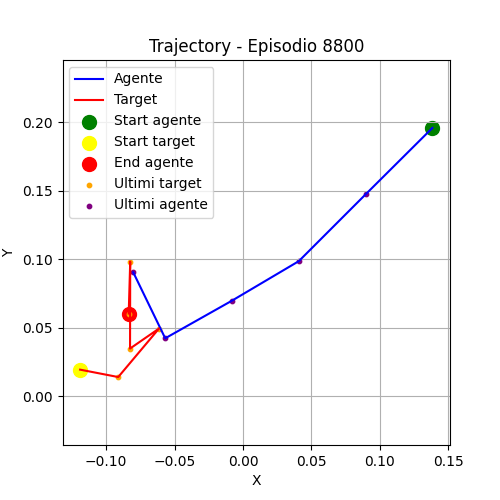 Trajectory - Episodio 8800
Agente
Target
Start agente
Start target
End agente
Ultimi target
Ultimi agente
Y
0.20
0.15
0.10
0.05
0.00
−0.10
−0.05
0.00
0.05
0.10
0.15
X